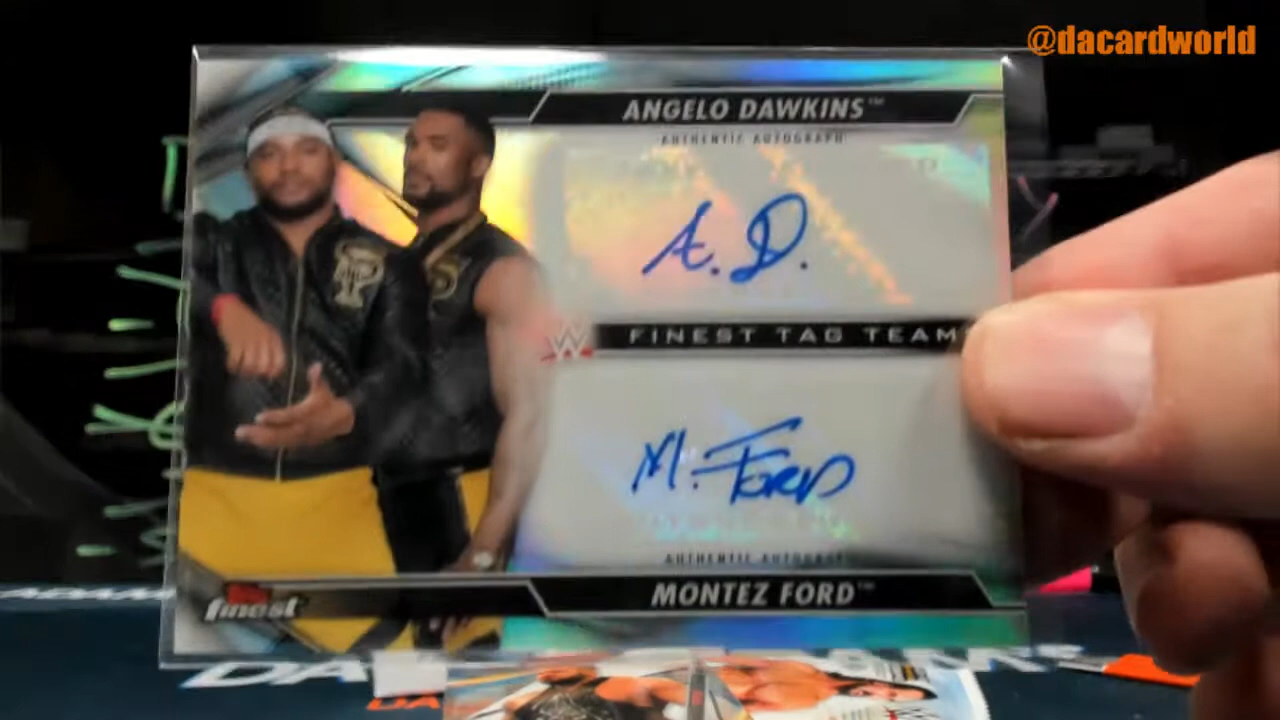 @dacardworld
ANGELO DAWKINS™
AUTHENTIC AUTOGRAPH
A. D.
W
FINEST TAG TEAM
M. FORD
AUTHENTIC AUTOGRAPH
MONTEZ FORD™
finest